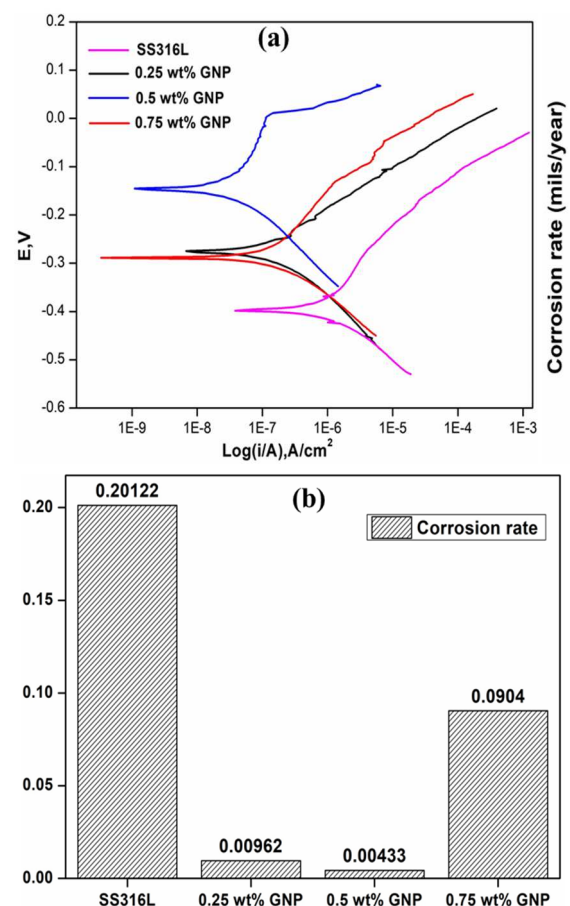 (a)
SS316L
0.25 wt% GNP
0.5 wt% GNP
0.75 wt% GNP
0.2
0.1
0.0
-0.1
-0.2
-0.3
-0.4
-0.5
-0.6
E,V
1E-9 1E-8 1E-7 1E-6 1E-5 1E-4 1E-3
Log(i/A),A/cm²
Corrosion rate (mils/year)
(b)
Corrosion rate
0.20
0.15
0.10
0.05
0.00
0.20122
0.00962
0.00433
0.0904
SS316L 0.25 wt% GNP 0.5 wt% GNP 0.75 wt% GNP